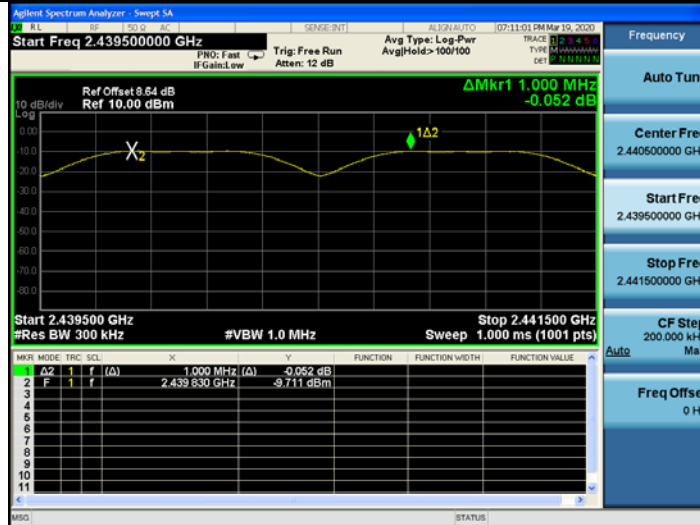 Agilent Spectrum Analyzer - Swept SA
RL RF 50 Ω AC SENSE:INT ALIGNAUTO 07:11:01 PM Mar 19, 2020
Start Freq 2.439500000 GHz
PNO: Fast
IFGain:Low
Trig: Free Run
Atten: 12 dB
Avg Type: Log-Pwr
Avg|Hold:> 100/100
TRACE 1 2 3 4 5 6
TYPE M
DET P N N N N N
Ref Offset 8.64 dB
Ref 10.00 dBm
10 dB/div
Log
ΔMkr1 1.000 MHz
-0.052 dB
0.00
-10.0
-20.0
-30.0
-40.0
-50.0
-60.0
-70.0
-80.0
X2
1Δ2
Start 2.439500 GHz
#Res BW 300 kHz
#VBW 1.0 MHz
Stop 2.441500 GHz
Sweep 1.000 ms (1001 pts)
MKR MODE TRC SCL X Y FUNCTION FUNCTION WIDTH FUNCTION VALUE
1 Δ2 1 f (Δ) 1.000 MHz (Δ) -0.052 dB
2 F 1 f 2.439 830 GHz -9.711 dBm
3
4
5
6
7
8
9
10
11
MSG
STATUS
Frequency
Auto Tun
Center Fre
2.440500000 GH
Start Fre
2.439500000 GH
Stop Fre
2.441500000 GH
CF Step
200.000 kH
Auto Ma
Freq Offse
0 H